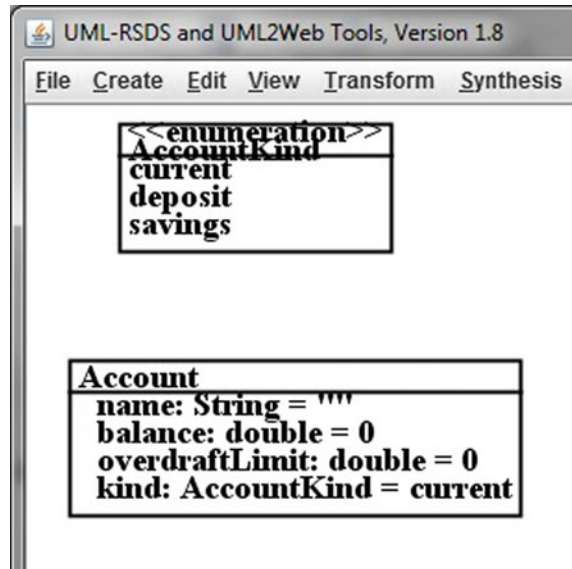 UML-RSDS and UML2Web Tools, Version 1.8
File Create Edit View Transform Synthesis
<<enumeration>>
AccountKind
current
deposit
savings
Account
name: String = ""
balance: double = 0
overdraftLimit: double = 0
kind: AccountKind = current